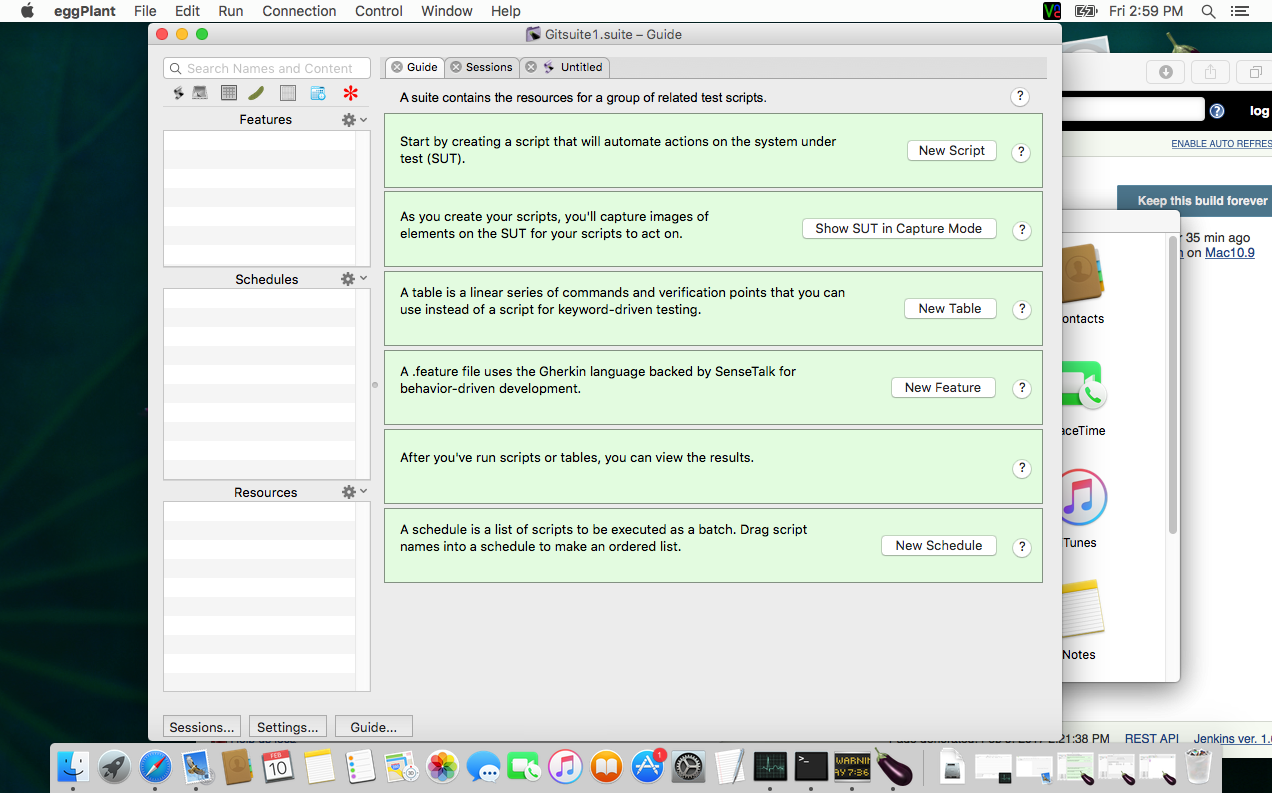 eggPlant File Edit Run Connection Control Window Help
Fri 2:59 PM
Gitsuite1.suite – Guide
Search Names and Content
Guide
Sessions
Untitled
A suite contains the resources for a group of related test scripts.
?
Features
Start by creating a script that will automate actions on the system under
test (SUT).
New Script
?
As you create your scripts, you'll capture images of
elements on the SUT for your scripts to act on.
Show SUT in Capture Mode
?
Schedules
A table is a linear series of commands and verification points that you can
use instead of a script for keyword-driven testing.
New Table
?
A .feature file uses the Gherkin language backed by SenseTalk for
behavior-driven development.
New Feature
?
After you've run scripts or tables, you can view the results.
?
Resources
A schedule is a list of scripts to be executed as a batch. Drag script
names into a schedule to make an ordered list.
New Schedule
?
Sessions...
Settings...
Guide...
?
log
ENABLE AUTO REFRES
Keep this build forever
35 min ago
on Mac10.9
ontacts
aceTime
Tunes
Notes
2:21:38 PM
REST API
Jenkins ver. 1.
FEB
10
30
1
WARNIN
AY 7:36